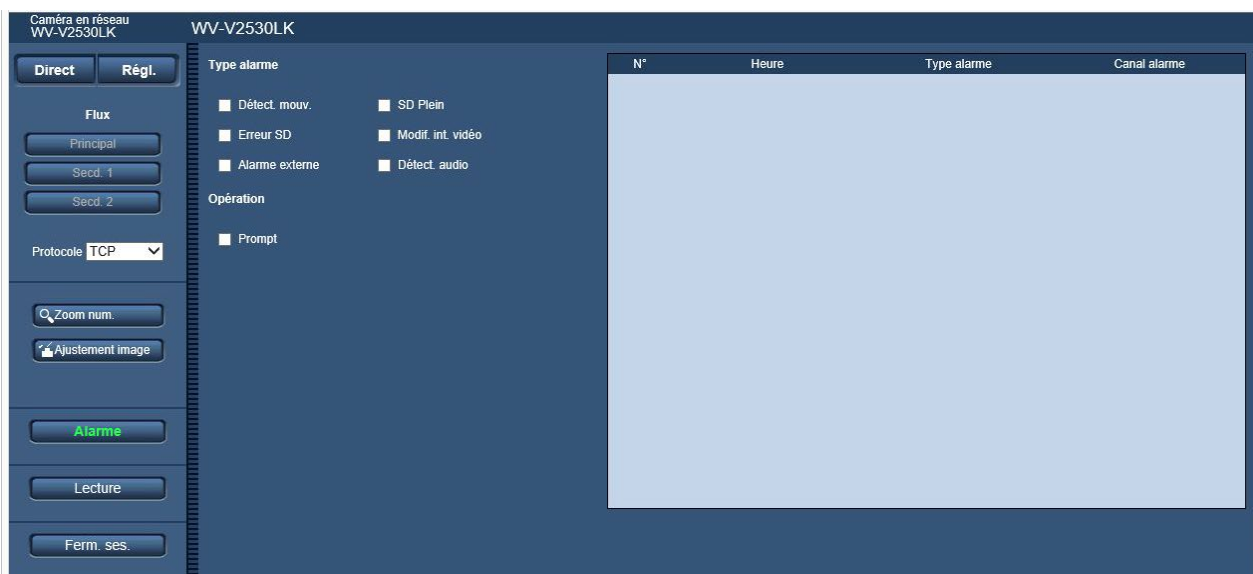 Caméra en réseau
WV-V2530LK
WV-V2530LK
Direct
Régl.
Flux
Principal
Secd. 1
Secd. 2
Protocole TCP
Zoom num.
Ajustement image
Alarme
Lecture
Ferm. ses.
Type alarme
Détect. mouv.
SD Plein
Erreur SD
Modif. int. vidéo
Alarme externe
Détect. audio
Opération
Prompt
N° Heure Type alarme Canal alarme